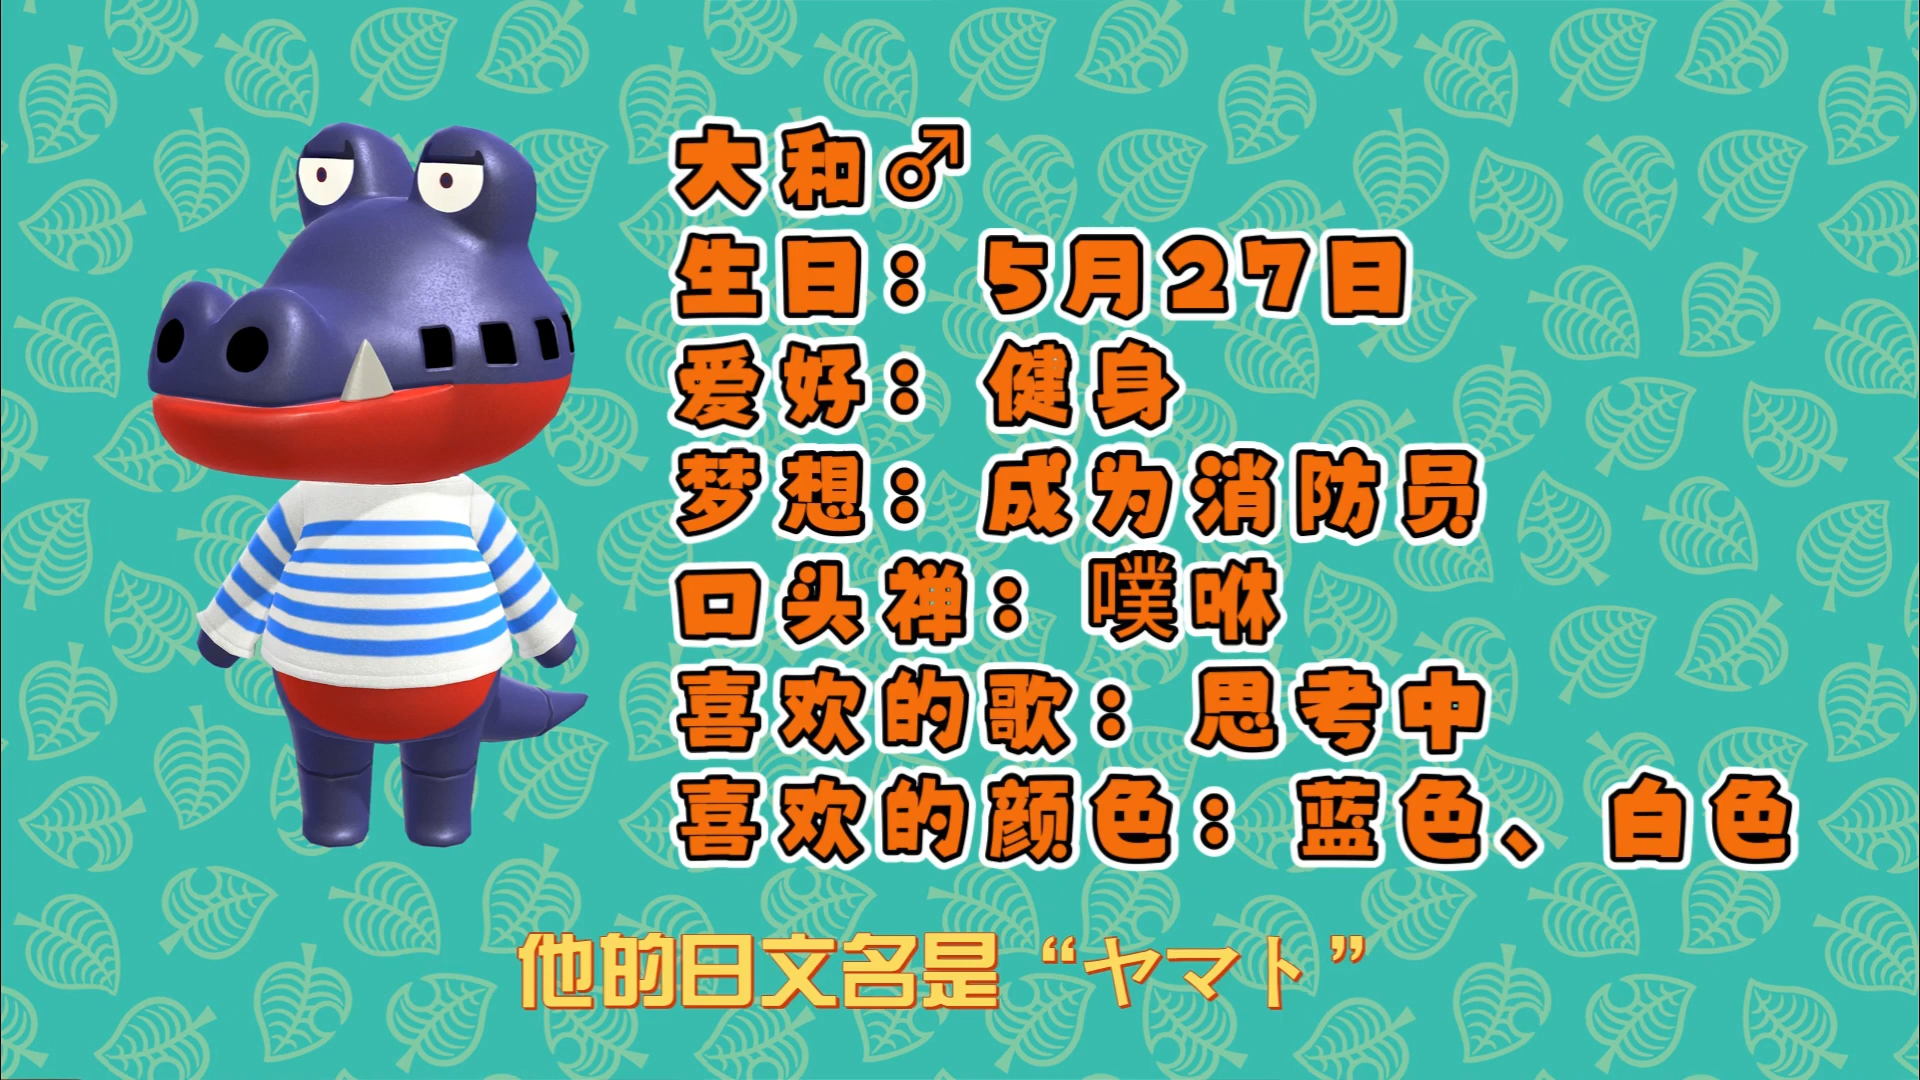 大和♂
生日：5月27日
爱好：健身
梦想：成为消防员
口头禅：噗咻
喜欢的歌：思考中
喜欢的颜色：蓝色、白色
他的日文名是“ヤマト”